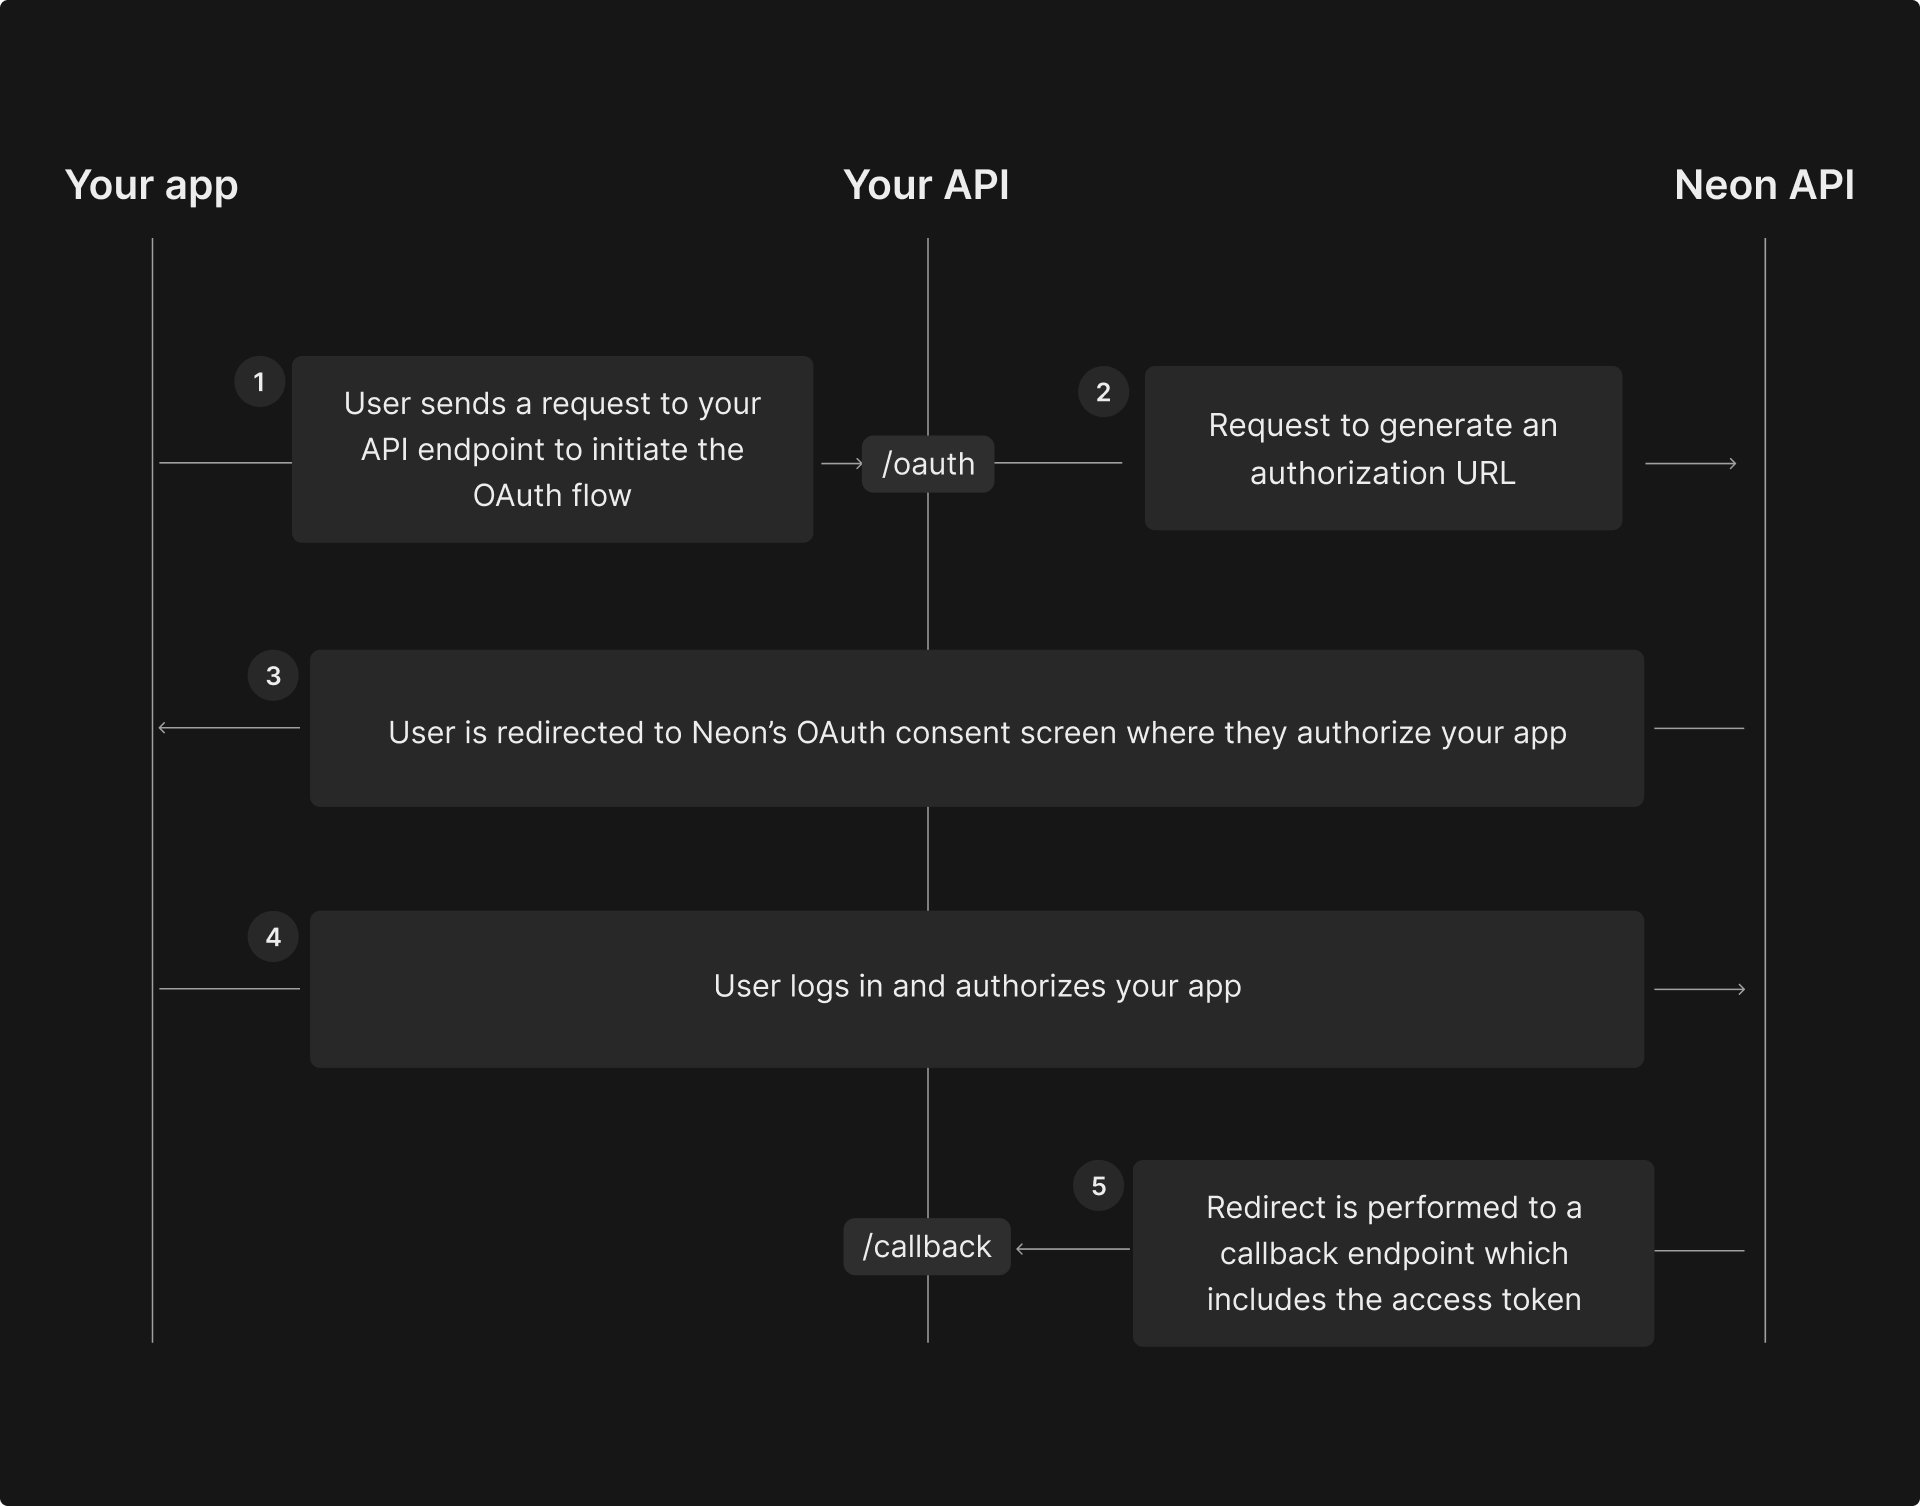 Your app
Your API
Neon API
1
User sends a request to your
API endpoint to initiate the
OAuth flow
/oauth
2
Request to generate an
authorization URL
3
User is redirected to Neon’s OAuth consent screen where they authorize your app
4
User logs in and authorizes your app
/callback
5
Redirect is performed to a
callback endpoint which
includes the access token